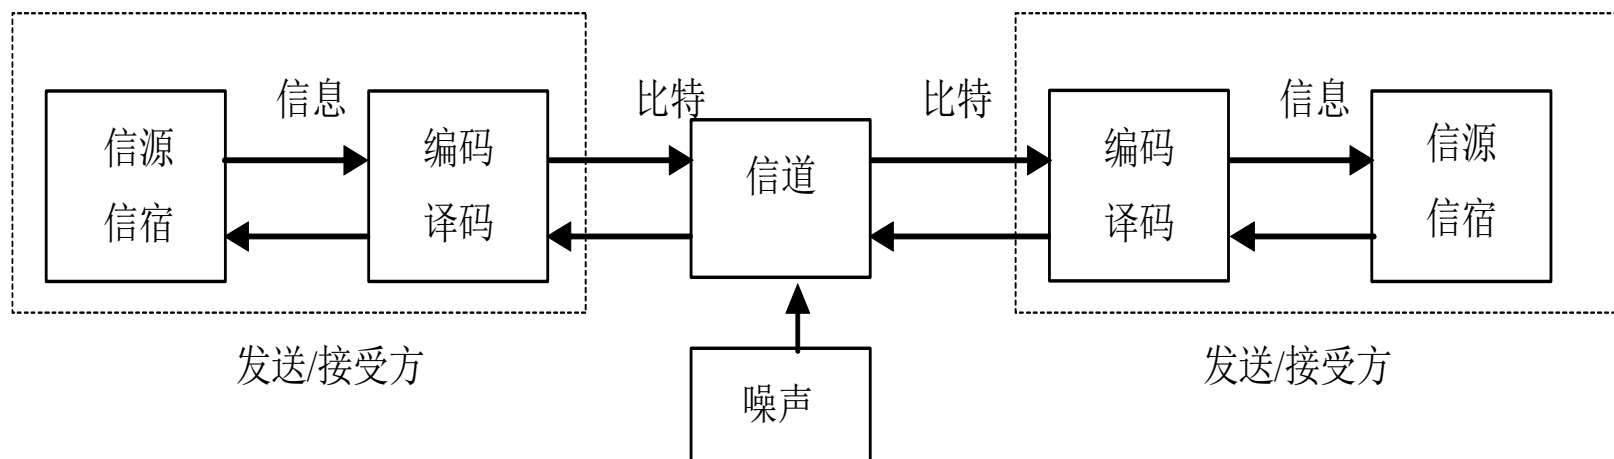 信息
比特
比特
信息
信源
信宿
编码
译码
信道
编码
译码
信源
信宿
发送/接受方
噪声
发送/接受方